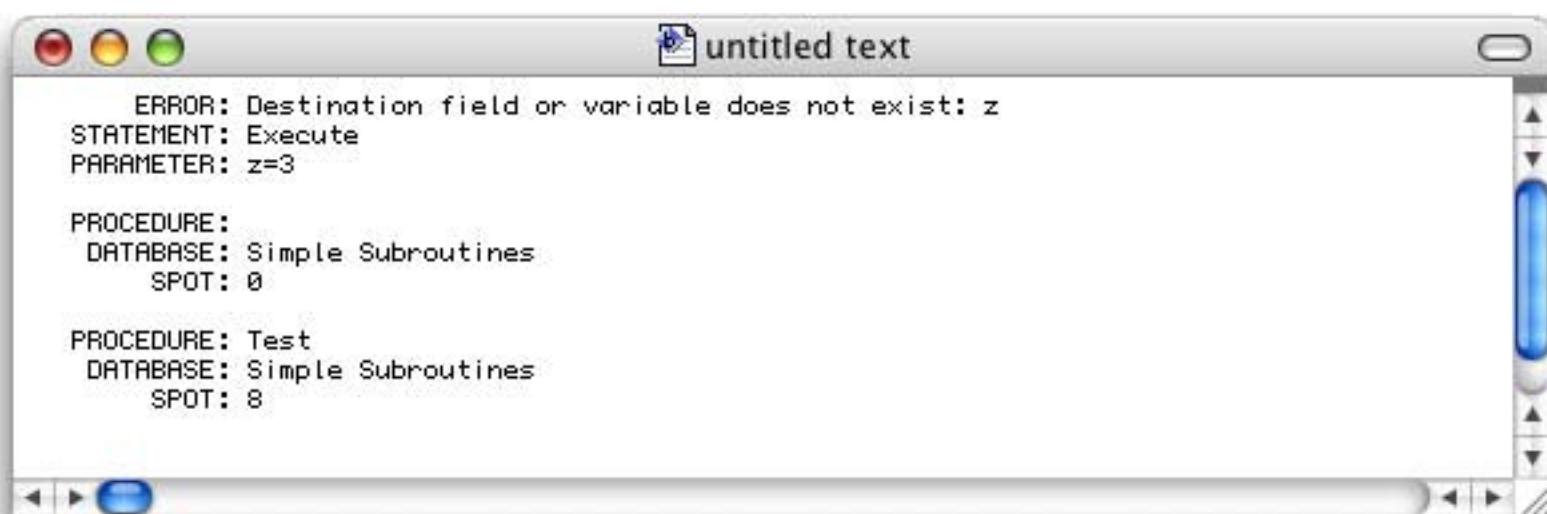 untitled text
ERROR: Destination field or variable does not exist: z
STATEMENT: Execute
PARAMETER: z=3
PROCEDURE:
DATABASE: Simple Subroutines
SPOT: 0
PROCEDURE: Test
DATABASE: Simple Subroutines
SPOT: 8